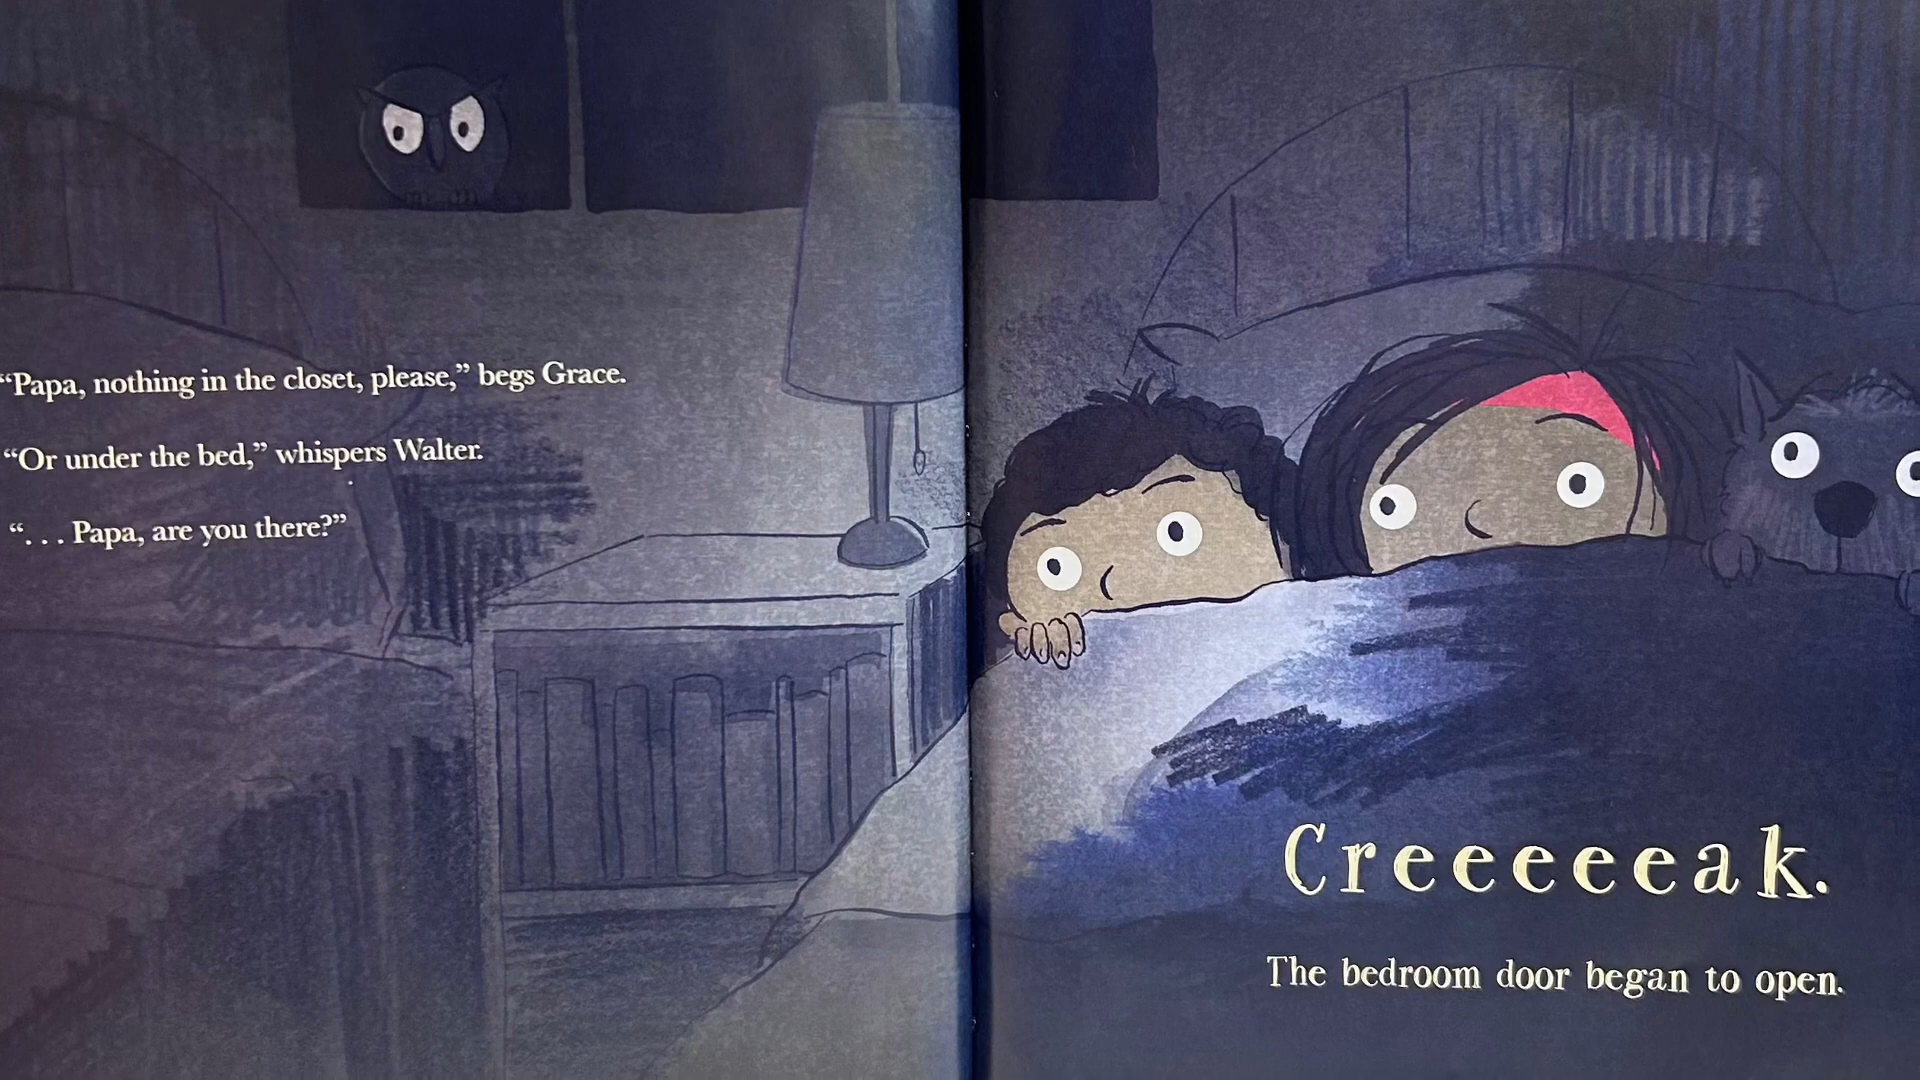 “Papa, nothing in the closet, please,” begs Grace.
“Or under the bed,” whispers Walter.
“. . . Papa, are you there?”
Creeeeeak.
The bedroom door began to open.